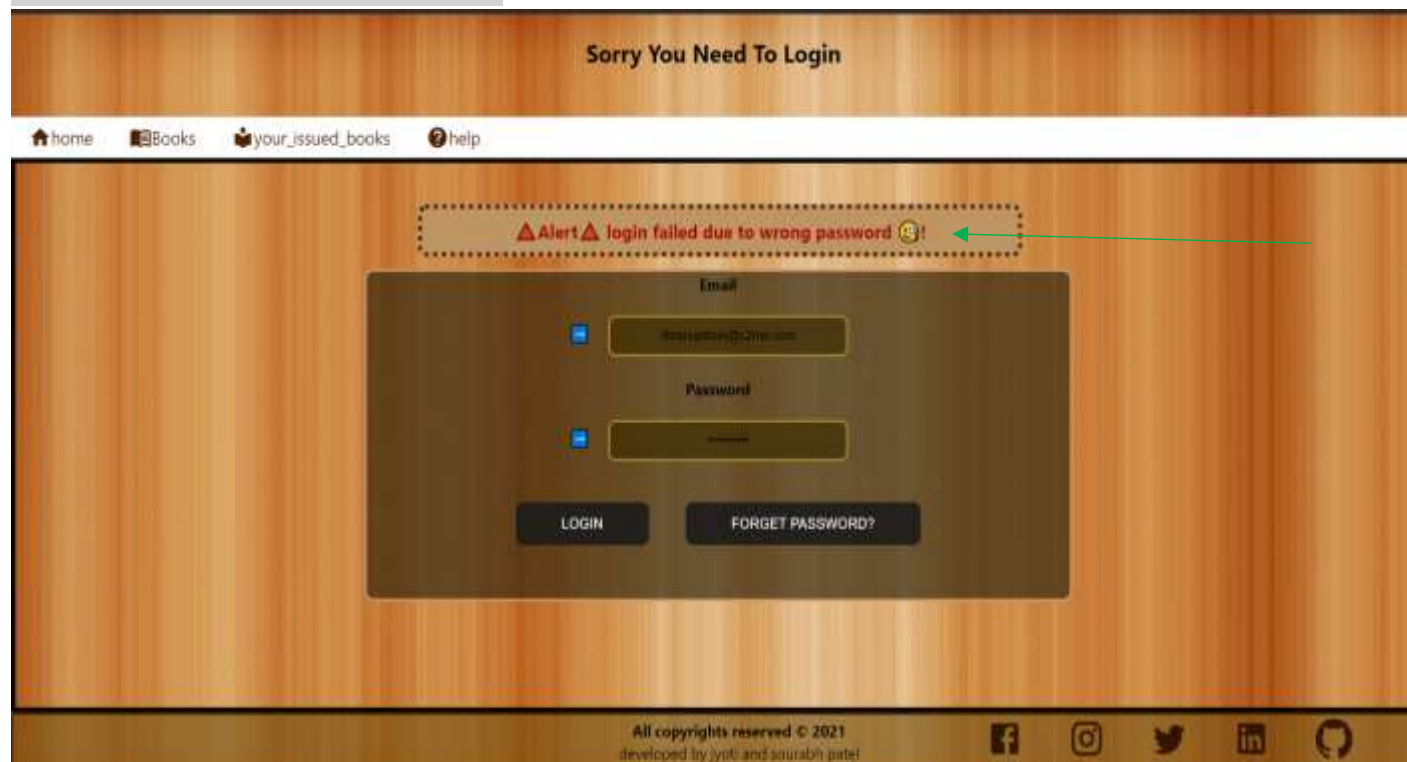 Sorry You Need To Login
home Books your_issued_books help
Alert login failed due to wrong password !
Email
Password
LOGIN FORGET PASSWORD?
All copyrights reserved © 2021
developed by jyoti and sourabh patel